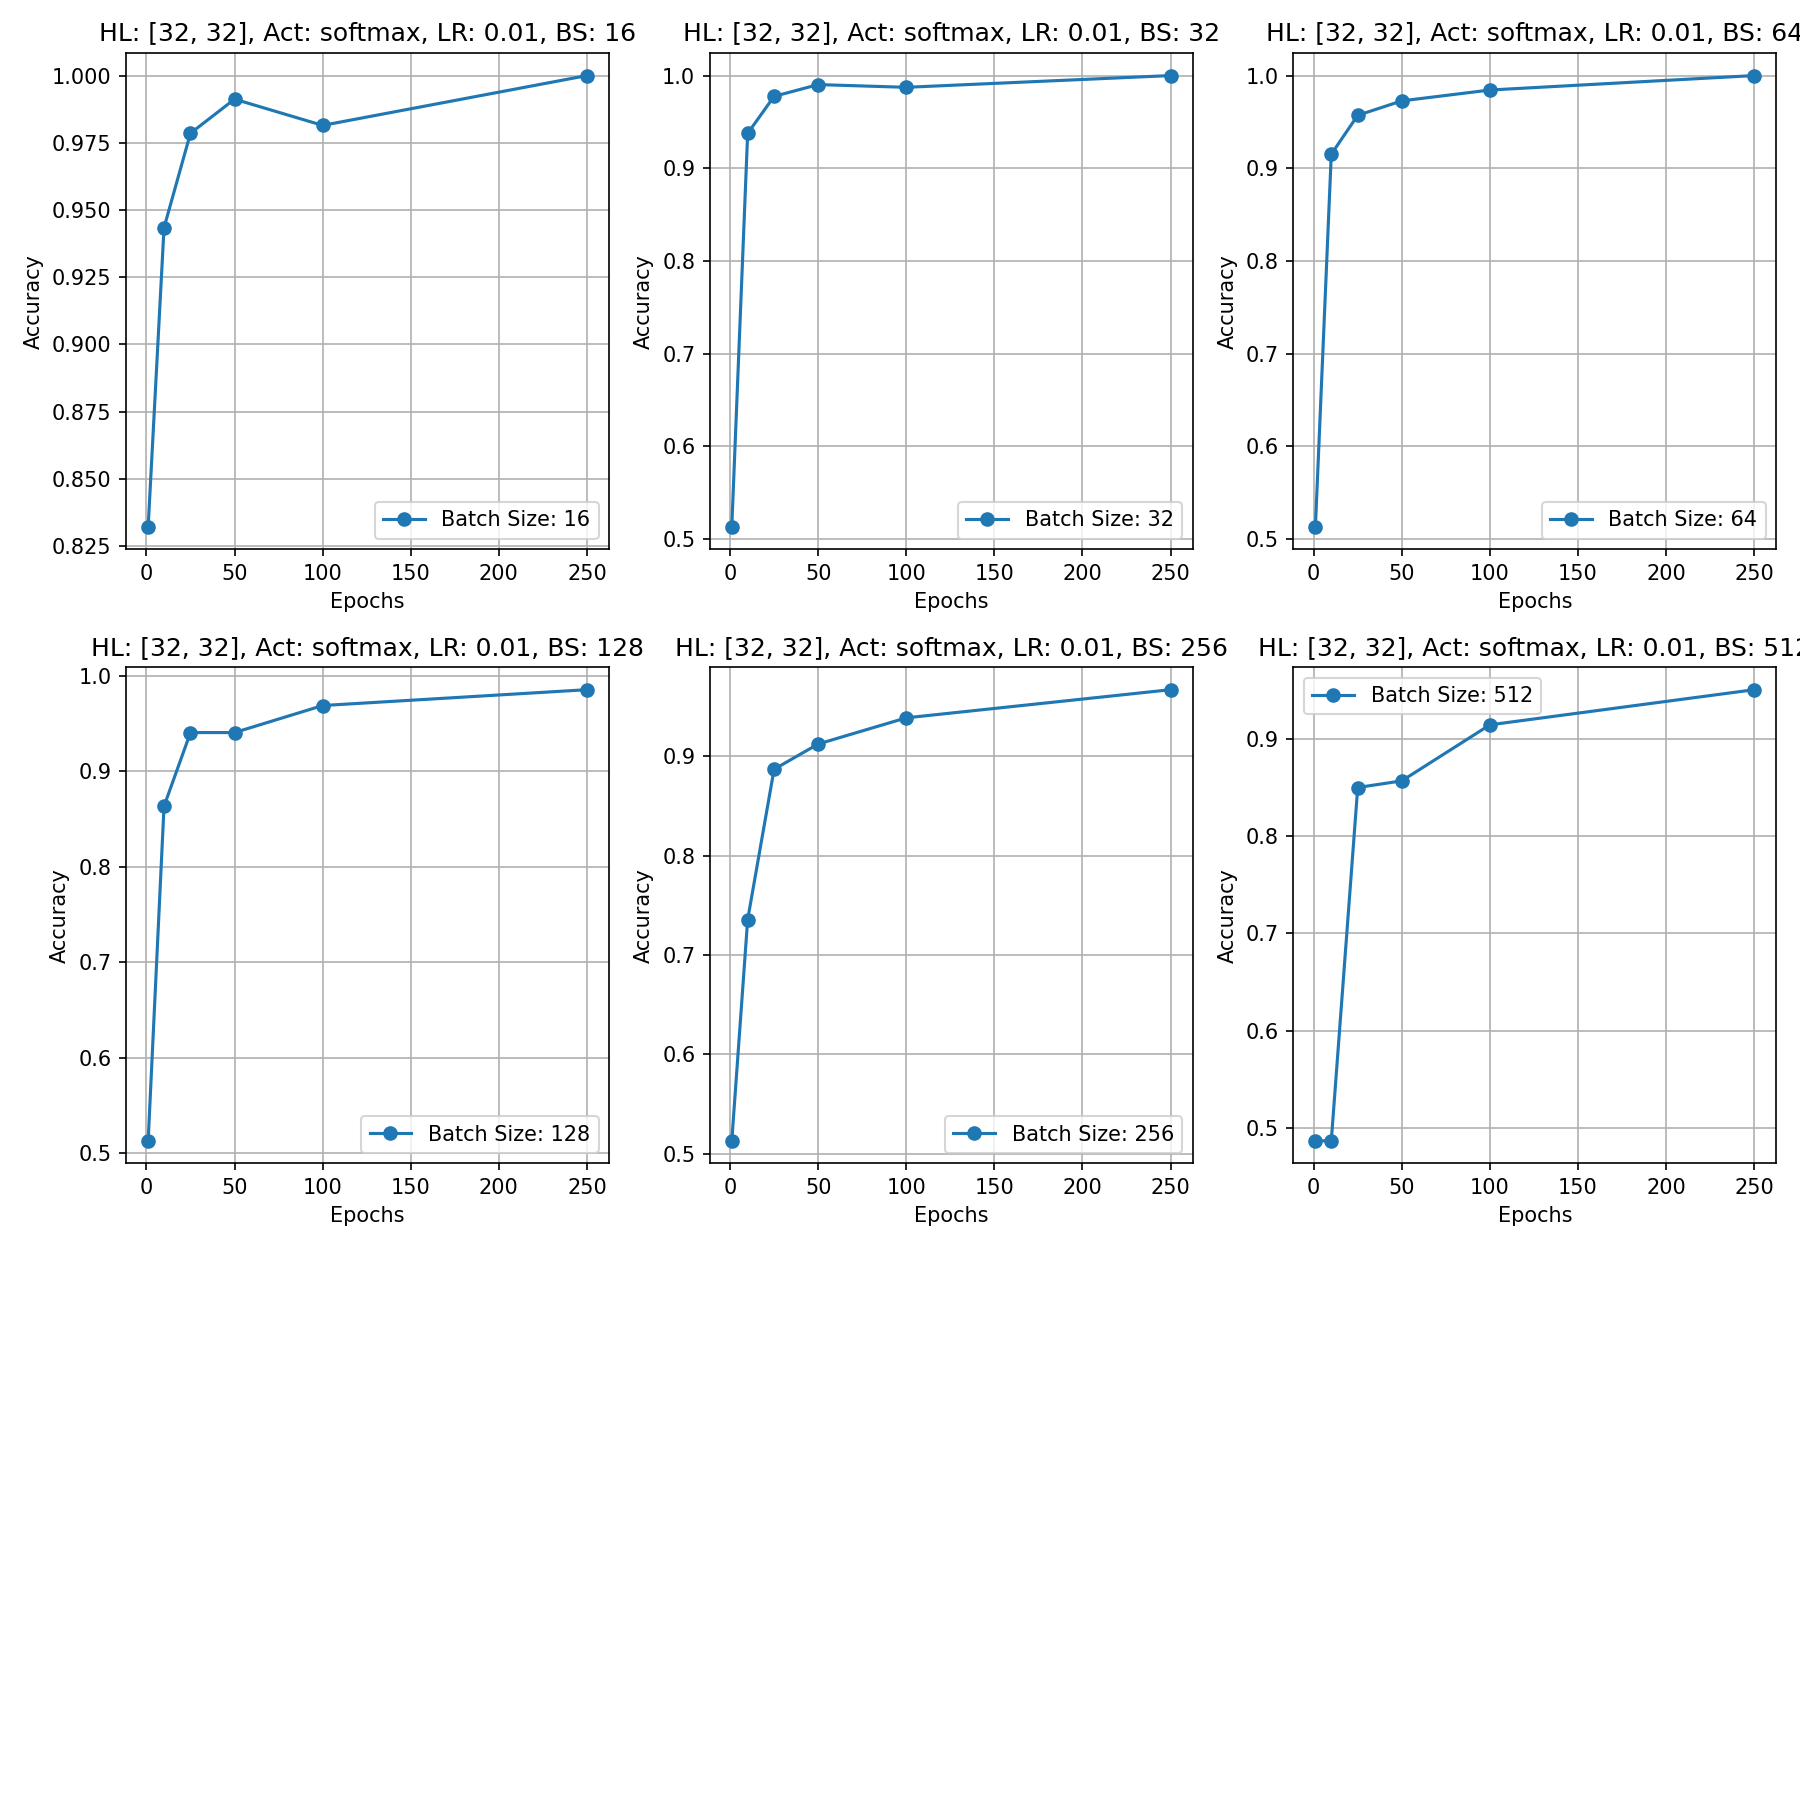 HL: [32, 32], Act: softmax, LR: 0.01, BS: 16
1.000
0.975
0.950
0.925
0.900
0.875
0.850
0.825
Accuracy
Batch Size: 16
0 50 100 150 200 250
Epochs
HL: [32, 32], Act: softmax, LR: 0.01, BS: 32
1.0
0.9
0.8
0.7
0.6
0.5
Accuracy
Batch Size: 32
0 50 100 150 200 250
Epochs
HL: [32, 32], Act: softmax, LR: 0.01, BS: 64
1.0
0.9
0.8
0.7
0.6
0.5
Accuracy
Batch Size: 64
0 50 100 150 200 250
Epochs
HL: [32, 32], Act: softmax, LR: 0.01, BS: 128
1.0
0.9
0.8
0.7
0.6
0.5
Accuracy
Batch Size: 128
0 50 100 150 200 250
Epochs
HL: [32, 32], Act: softmax, LR: 0.01, BS: 256
0.9
0.8
0.7
0.6
0.5
Accuracy
Batch Size: 256
0 50 100 150 200 250
Epochs
HL: [32, 32], Act: softmax, LR: 0.01, BS: 512
Batch Size: 512
0.9
0.8
0.7
0.6
0.5
Accuracy
0 50 100 150 200 250
Epochs